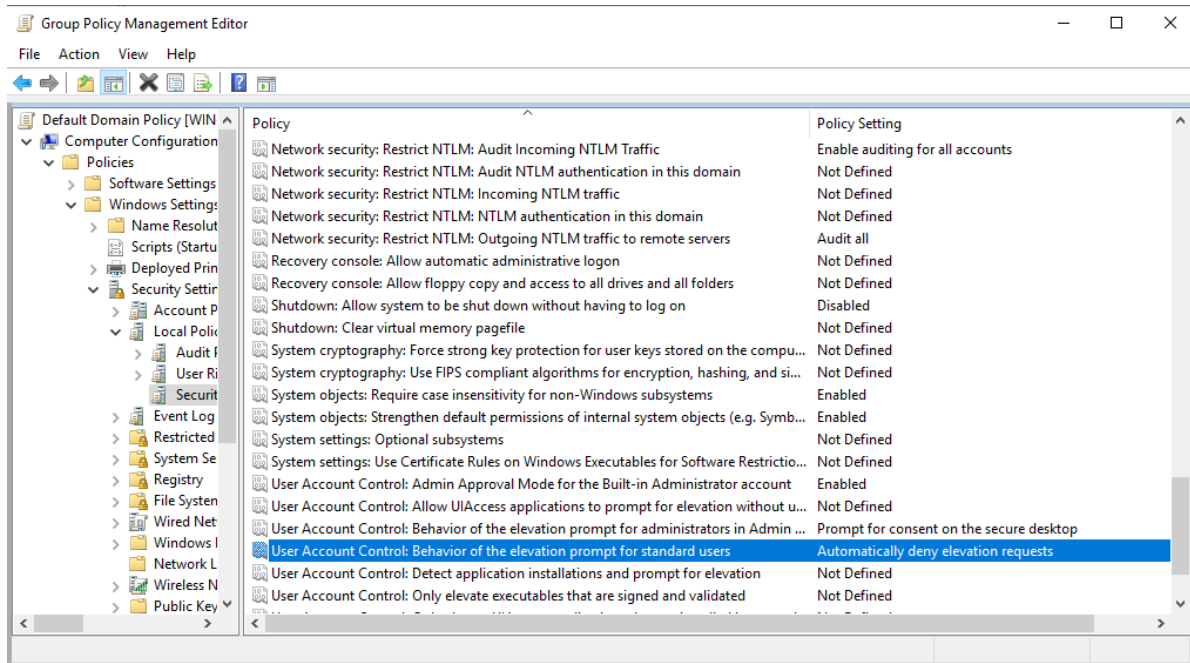 Group Policy Management Editor
File Action View Help
Default Domain Policy [WIN
Computer Configuration
Policies
Software Settings
Windows Settings
Name Resolut
Scripts (Startu
Deployed Prin
Security Settin
Account P
Local Polic
Audit P
User Ri
Securit
Event Log
Restricted
System Se
Registry
File System
Wired Net
Windows
Network L
Wireless N
Public Key
Policy Policy Setting
Network security: Restrict NTLM: Audit Incoming NTLM Traffic Enable auditing for all accounts
Network security: Restrict NTLM: Audit NTLM authentication in this domain Not Defined
Network security: Restrict NTLM: Incoming NTLM traffic Not Defined
Network security: Restrict NTLM: NTLM authentication in this domain Not Defined
Network security: Restrict NTLM: Outgoing NTLM traffic to remote servers Audit all
Recovery console: Allow automatic administrative logon Not Defined
Recovery console: Allow floppy copy and access to all drives and all folders Not Defined
Shutdown: Allow system to be shut down without having to log on Disabled
Shutdown: Clear virtual memory pagefile Not Defined
System cryptography: Force strong key protection for user keys stored on the compu... Not Defined
System cryptography: Use FIPS compliant algorithms for encryption, hashing, and si... Not Defined
System objects: Require case insensitivity for non-Windows subsystems Enabled
System objects: Strengthen default permissions of internal system objects (e.g. Symb... Enabled
System settings: Optional subsystems Not Defined
System settings: Use Certificate Rules on Windows Executables for Software Restrictio... Not Defined
User Account Control: Admin Approval Mode for the Built-in Administrator account Enabled
User Account Control: Allow UIAccess applications to prompt for elevation without u... Not Defined
User Account Control: Behavior of the elevation prompt for administrators in Admin ... Prompt for consent on the secure desktop
User Account Control: Behavior of the elevation prompt for standard users Automatically deny elevation requests
User Account Control: Detect application installations and prompt for elevation Not Defined
User Account Control: Only elevate executables that are signed and validated Not Defined